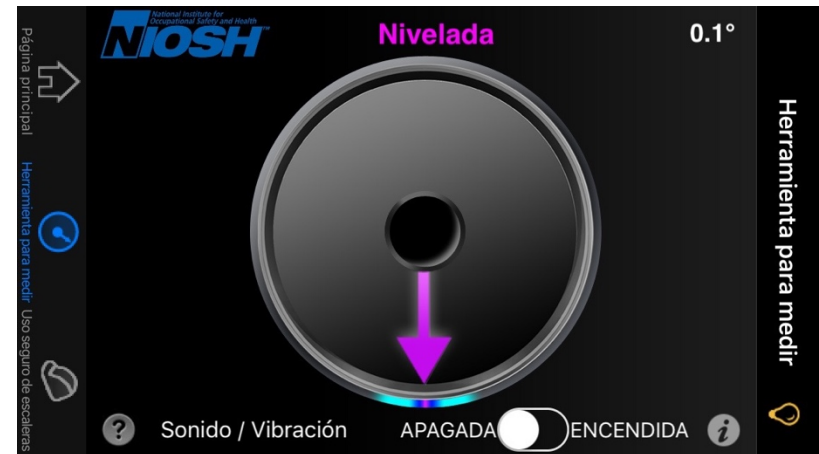 National Institute for
Occupational Safety and Health
NIOSH
Nivelada
0.1°
Página principal
Herramienta para medir
Uso seguro de escaleras
Herramienta para medir
?
Sonido / Vibración
APAGADA
ENCENDIDA
i